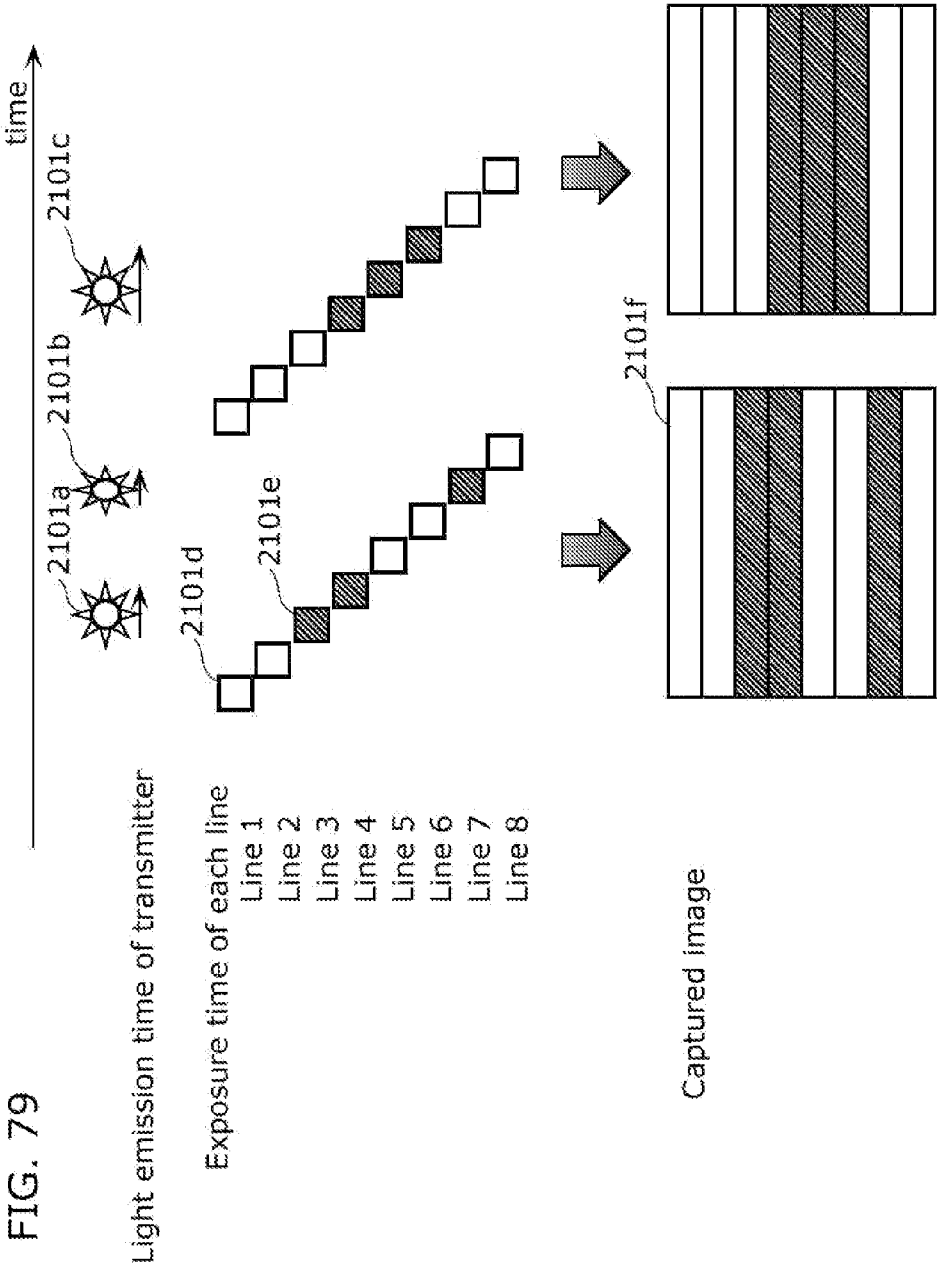 FIG. 79
time
Light emission time of transmitter
2101a
2101b
2101c
Exposure time of each line
Line 1
Line 2
Line 3
Line 4
Line 5
Line 6
Line 7
Line 8
2101d
2101e
Captured image
2101f